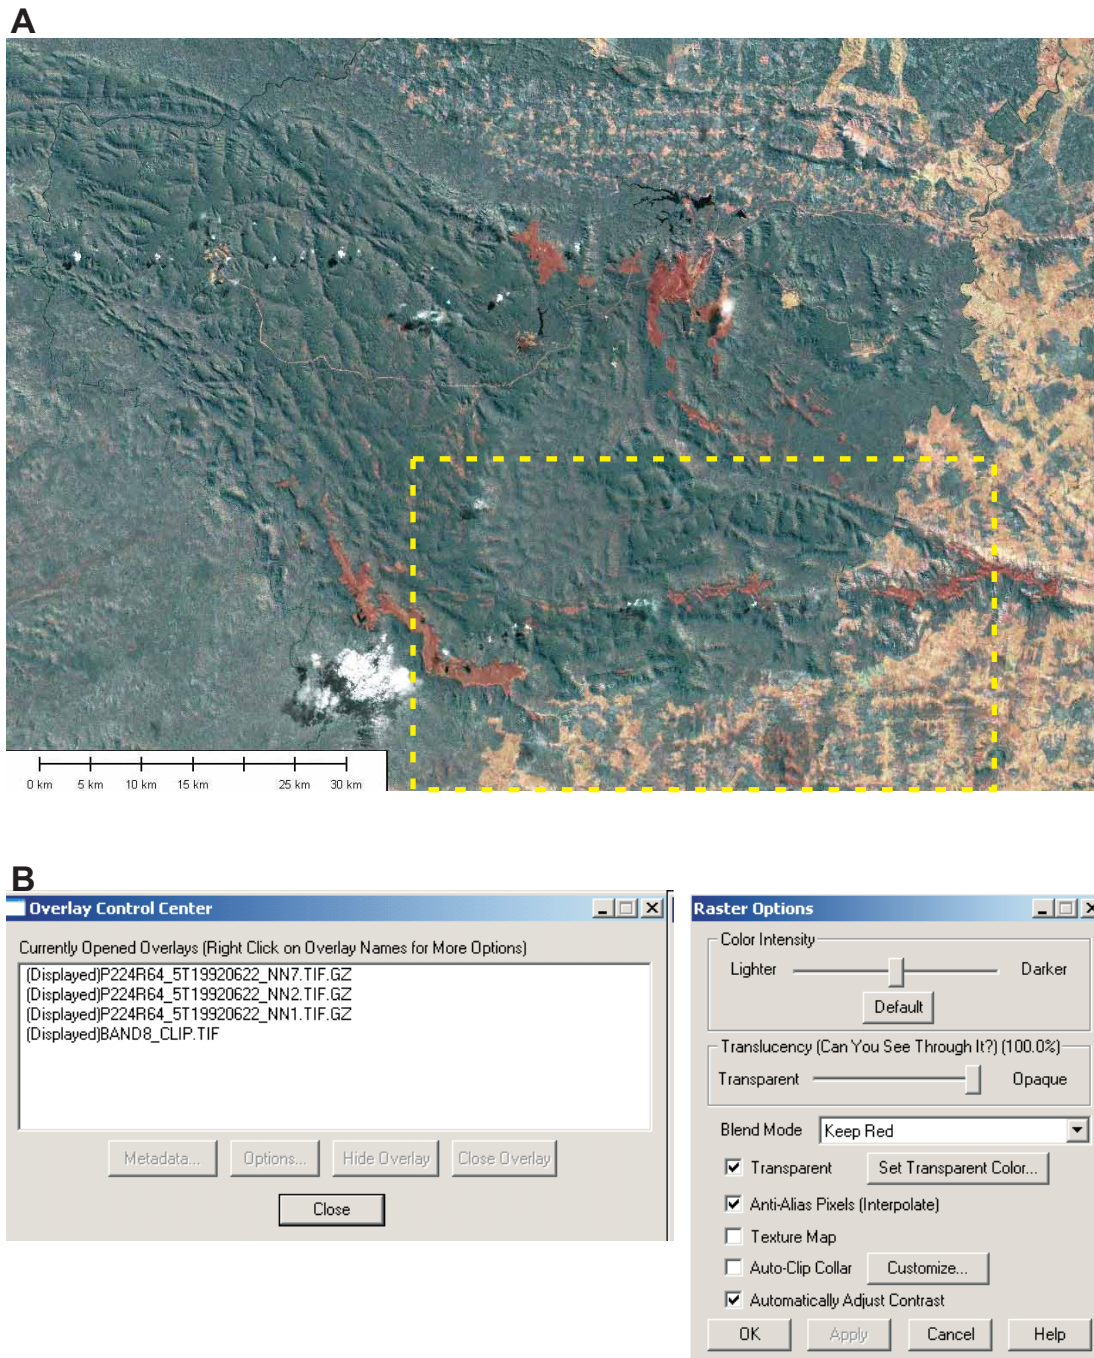 A
0 km 5 km 10 km 15 km 25 km 30 km
B
Overlay Control Center
Currently Opened Overlays (Right Click on Overlay Names for More Options)
(Displayed)P224R64_5T19920622_NN7.TIF.GZ
(Displayed)P224R64_5T19920622_NN2.TIF.GZ
(Displayed)P224R64_5T19920622_NN1.TIF.GZ
(Displayed)BAND8_CLIP.TIF
Metadata... Options... Hide Overlay Close Overlay
Close
Raster Options
Color Intensity
Lighter Darker
Default
Translucency (Can You See Through It?) (100.0%)
Transparent Opaque
Blend Mode Keep Red
Transparent Set Transparent Color...
Anti-Alias Pixels (Interpolate)
Texture Map
Auto-Clip Collar Customize...
Automatically Adjust Contrast
OK Apply Cancel Help